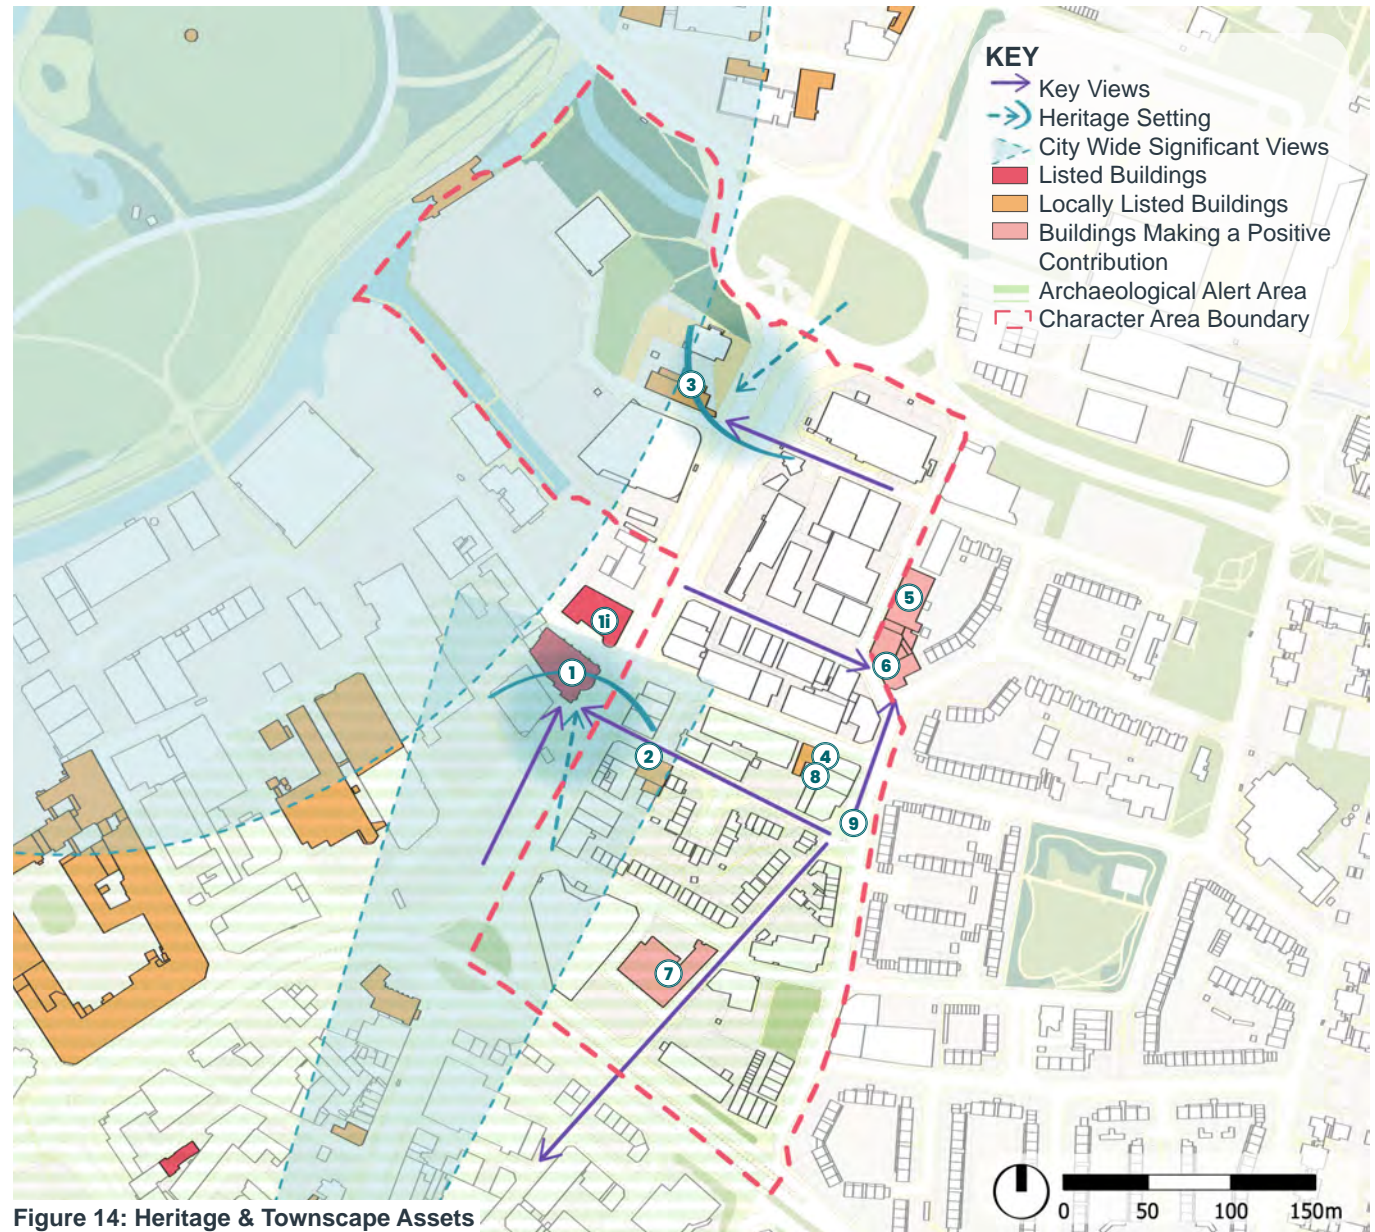 KEY
Key Views
Heritage Setting
City Wide Significant Views
Listed Buildings
Locally Listed Buildings
Buildings Making a Positive
Contribution
Archaeological Alert Area
Character Area Boundary
3
1i
5
1
6
2
4
8
9
7
0 50 100 150m
Figure 14: Heritage & Townscape Assets